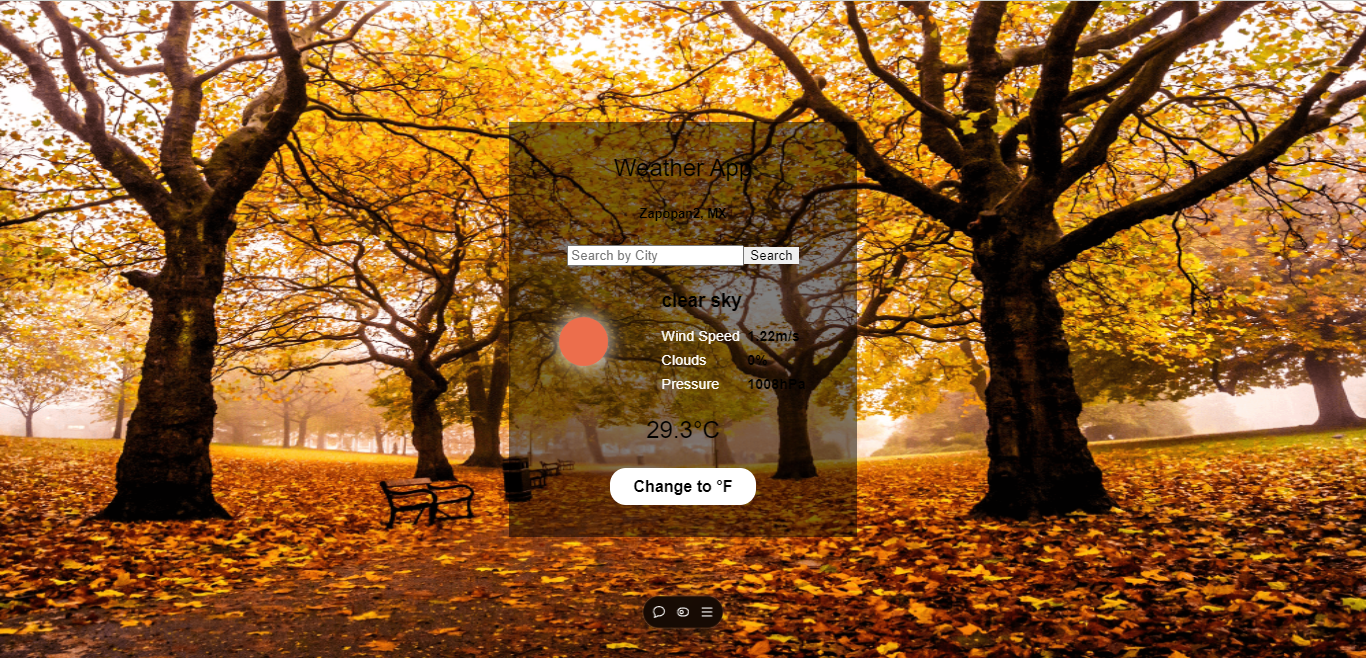 Weather App
Zapopan2, MX
Search by City Search
clear sky
Wind Speed 1.22m/s
Clouds 0%
Pressure 1008hPa
29.3°C
Change to °F